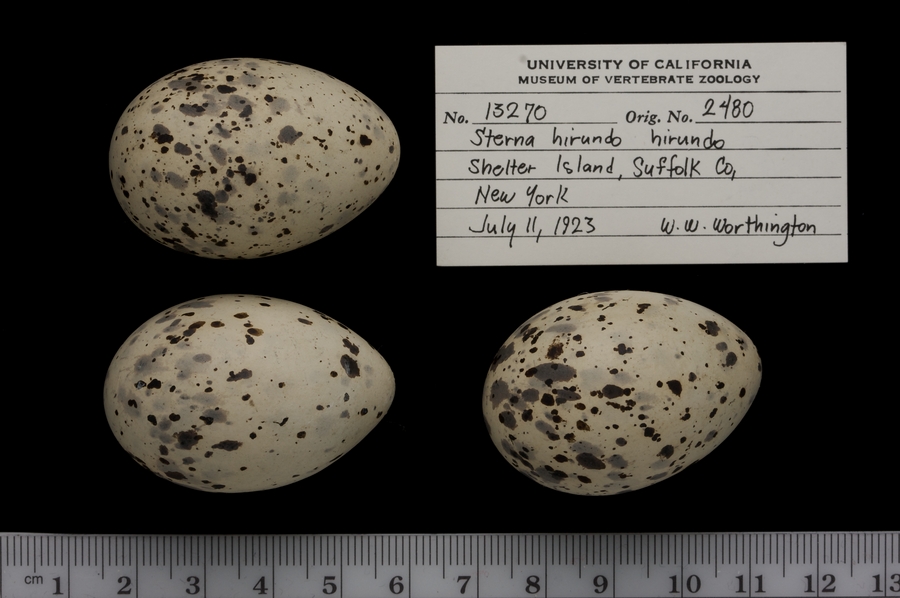 UNIVERSITY OF CALIFORNIA
MUSEUM OF VERTEBRATE ZOOLOGY
No. 13270 Orig. No. 2480
Sterna hirundo hirundo
Shelter Island, Suffolk Co,
New York
July 11, 1923 W. W. Worthington
cm 1 2 3 4 5 6 7 8 9 10 11 12 13